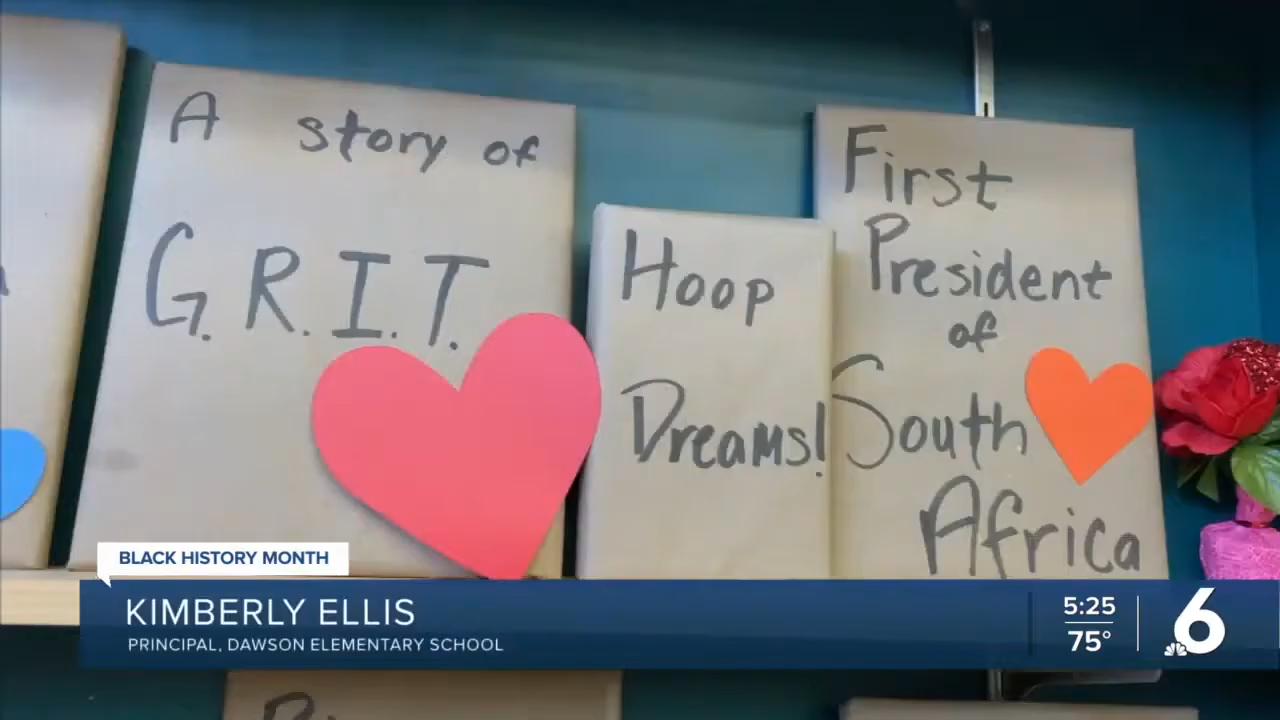 A story of
G. R. I. T.
Hoop
Dreams!
First
President
of
South
Africa
BLACK HISTORY MONTH
KIMBERLY ELLIS
PRINCIPAL, DAWSON ELEMENTARY SCHOOL
5:25
75°
6